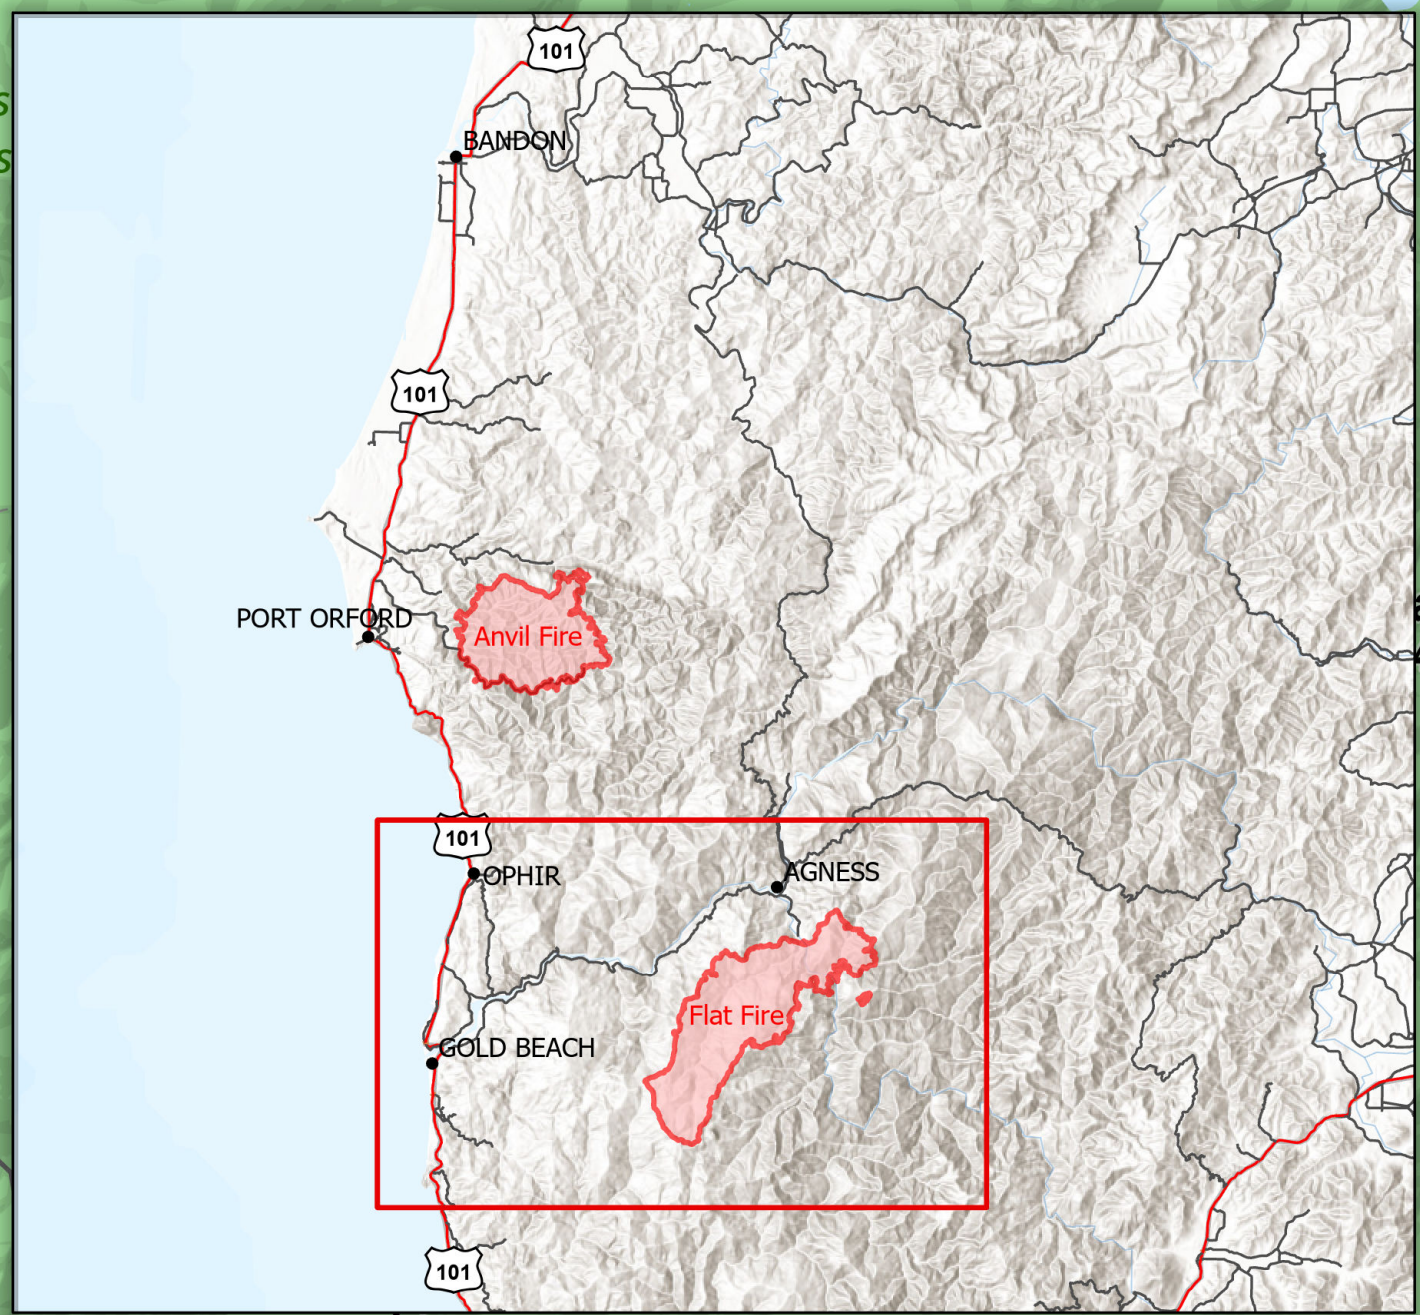 101
BANDON
101
PORT ORFORD
Anvil Fire
101
OPHIR
AGNESS
Flat Fire
GOLD BEACH
101